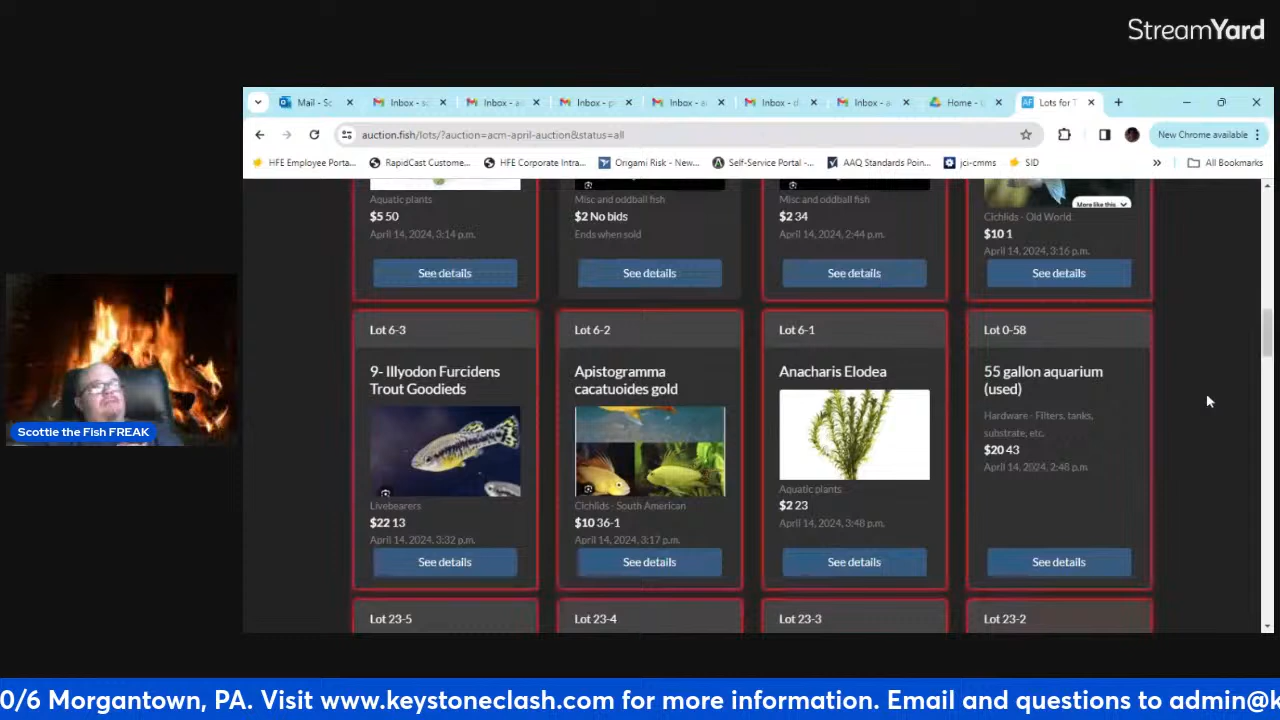 StreamYard
Mail - Sc
Inbox - s
Inbox - a
Inbox - p
Inbox - a
Inbox - d
Inbox - a
Home -
Lots for T
auction.fish/lots/?auction=acm-april-auction&status=all
New Chrome available
HFE Employee Porta...
RapidCast Custome...
HFE Corporate Intra...
Origami Risk - New...
Self-Service Portal -...
AAQ Standards Poin...
jci-cmms
SID
All Bookmarks
Aquatic plants
$5 50
April 14, 2024, 3:14 p.m.
See details
Misc and oddball fish
$2 No bids
Ends when sold
See details
Misc and oddball fish
$2 34
April 14, 2024, 2:44 p.m.
See details
More like this
Cichlids - Old World
$10 1
April 14, 2024, 3:16 p.m.
See details
Lot 6-3
9- Illyodon Furcidens
Trout Goodieds
Livebearers
$22 13
April 14, 2024, 3:32 p.m.
See details
Lot 6-2
Apistogramma
cacatuoides gold
Cichlids - South American
$10 36-1
April 14, 2024, 3:17 p.m.
See details
Lot 6-1
Anacharis Elodea
Aquatic plants
$2 23
April 14, 2024, 3:48 p.m.
See details
Lot 0-58
55 gallon aquarium
(used)
Hardware - Filters, tanks,
substrate, etc.
$20 43
April 14, 2024, 2:48 p.m.
See details
Lot 23-5
Lot 23-4
Lot 23-3
Lot 23-2
Scottie the Fish FREAK
0/6 Morgantown, PA. Visit www.keystoneclash.com for more information. Email and questions to admin@k